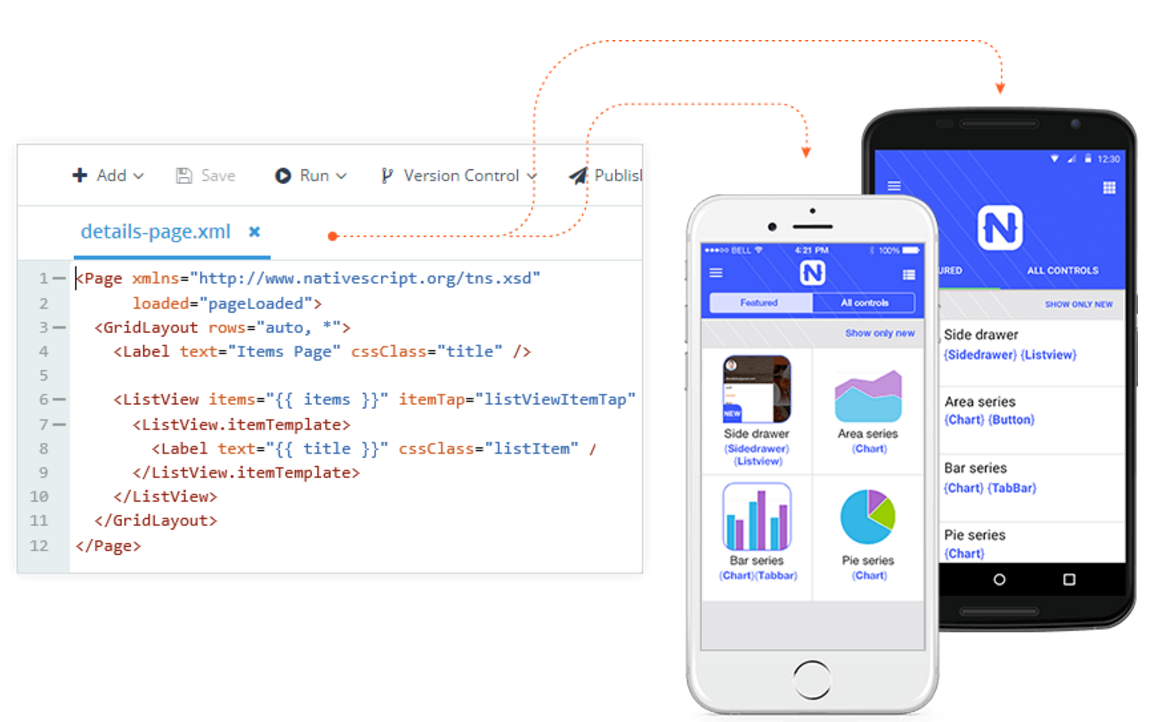 Add Save Run Version Control Publish
details-page.xml ×
1 <Page xmlns="http://www.nativescript.org/tns.xsd"
2 loaded="pageLoaded">
3 <GridLayout rows="auto, *">
4 <Label text="Items Page" cssClass="title" />
5
6 <ListView items="{{ items }}" itemTap="listViewItemTap"
7 <ListView.itemTemplate>
8 <Label text="{{ title }}" cssClass="listItem" /
9 </ListView.itemTemplate>
10 </ListView>
11 </GridLayout>
12 </Page>
BELL 4:21 PM 100%
N
Featured All controls
Show only new
NEW
Side drawer
{Sidedrawer}
{Listview}
Area series
{Chart}
Bar series
{Chart}{Tabbar}
Pie series
{Chart}
12:30
N
URED ALL CONTROLS
SHOW ONLY NEW
Side drawer
{Sidedrawer} {Listview}
Area series
{Chart} {Button}
Bar series
{Chart} {TabBar}
Pie series
{Chart}